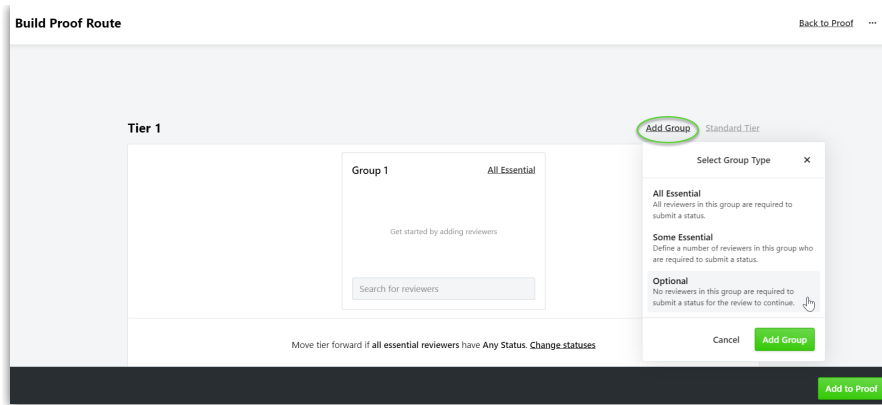 Build Proof Route
Back to Proof ...
Tier 1
Add Group
Standard Tier
Group 1
All Essential
Get started by adding reviewers
Search for reviewers
Select Group Type ×
All Essential
All reviewers in this group are required to
submit a status.
Some Essential
Define a number of reviewers in this group who
are required to submit a status.
Optional
No reviewers in this group are required to
submit a status for the review to continue.
Cancel
Add Group
Move tier forward if all essential reviewers have Any Status. Change statuses
Add to Proof